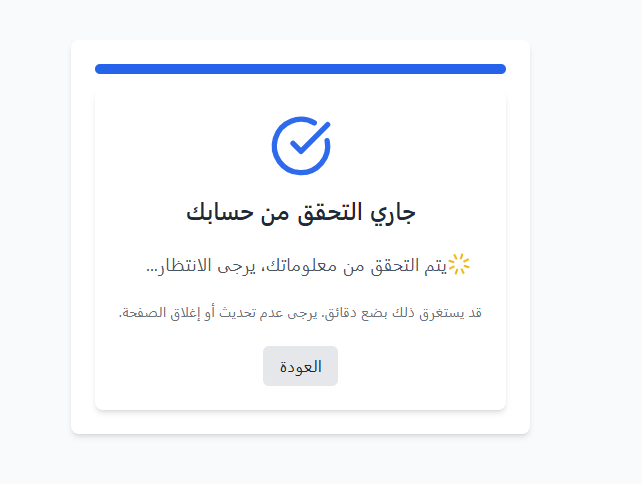 جاري التحقق من حسابك
يتم التحقق من معلوماتك، يرجى الانتظار...
قد يستغرق ذلك بضع دقائق. يرجى عدم تحديث أو إغلاق الصفحة.
العودة